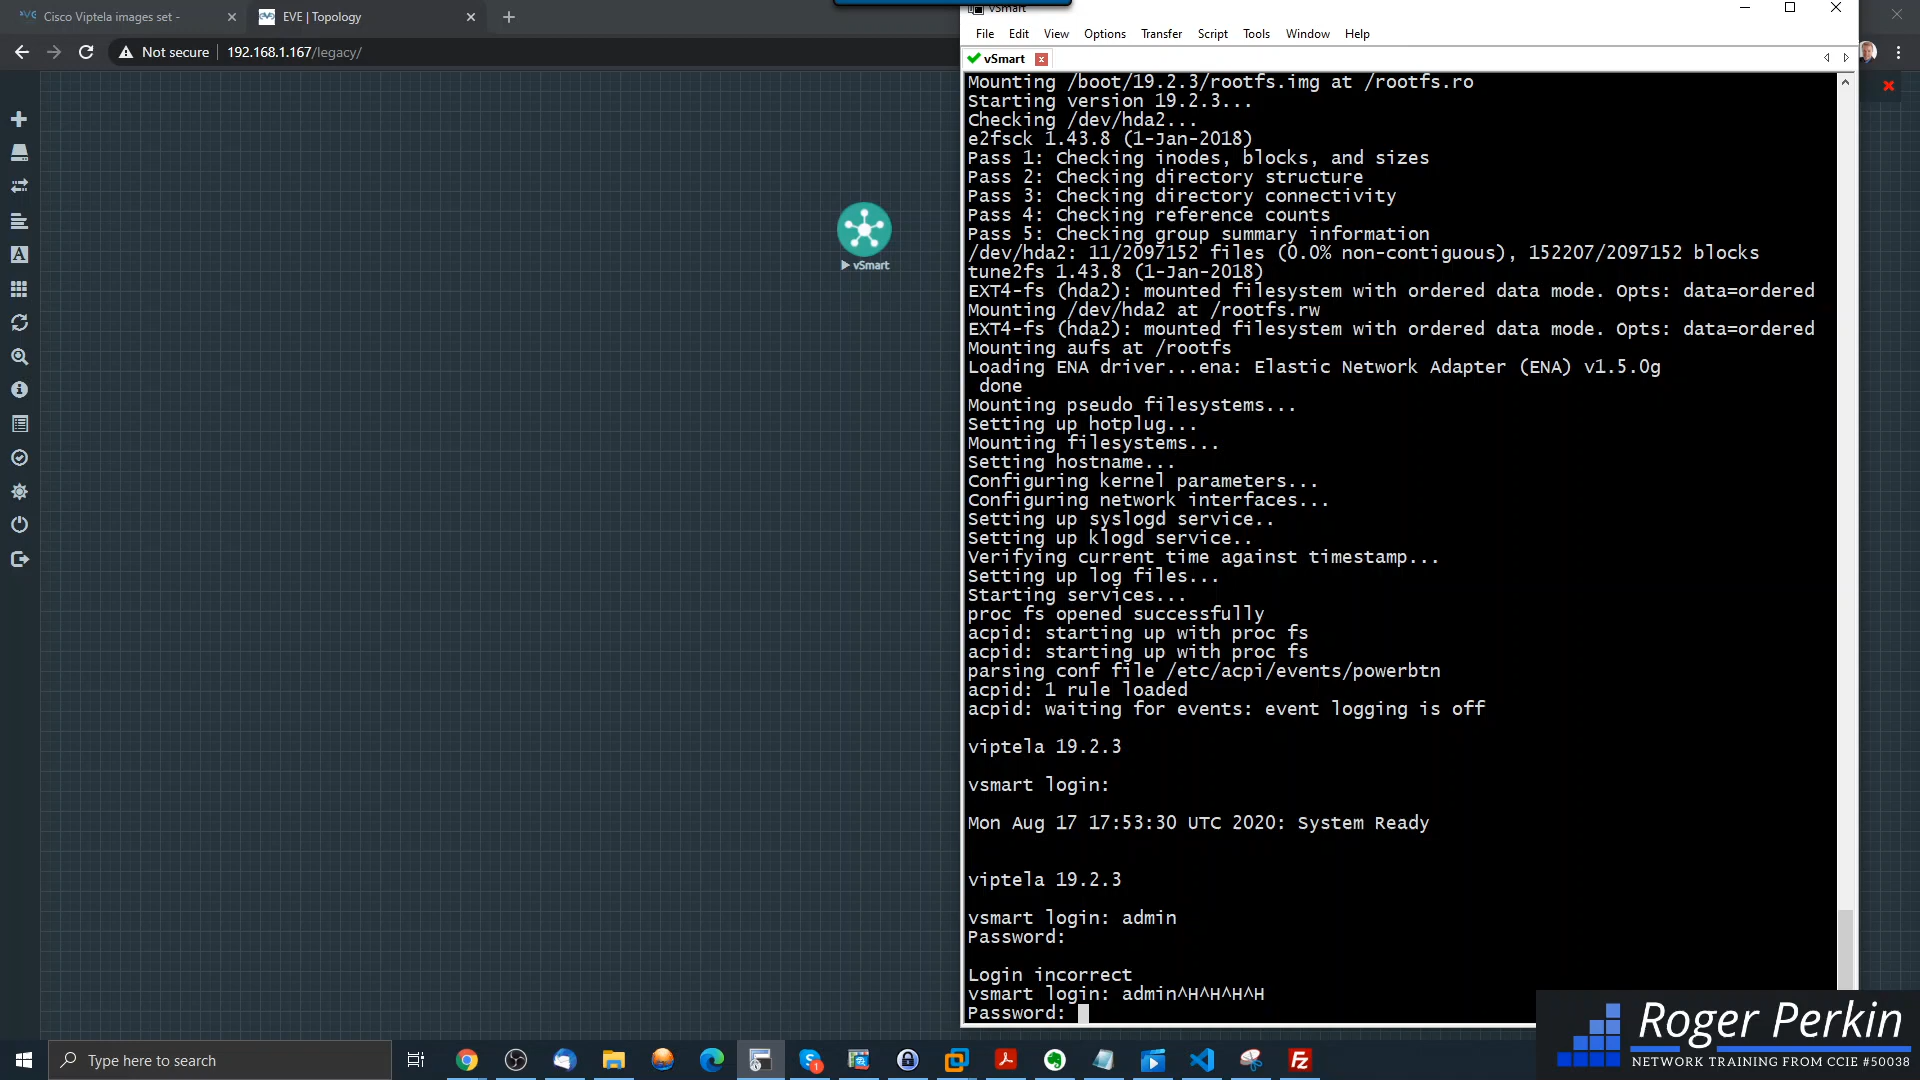 Cisco Viptela images set -
EVE | Topology
Not secure
192.168.1.167/legacy/
vSmart
vSmart
File Edit View Options Transfer Script Tools Window Help
vSmart
Mounting /boot/19.2.3/rootfs.img at /rootfs.ro
Starting version 19.2.3...
Checking /dev/hda2...
e2fsck 1.43.8 (1-Jan-2018)
Pass 1: Checking inodes, blocks, and sizes
Pass 2: Checking directory structure
Pass 3: Checking directory connectivity
Pass 4: Checking reference counts
Pass 5: Checking group summary information
/dev/hda2: 11/2097152 files (0.0% non-contiguous), 152207/2097152 blocks
tune2fs 1.43.8 (1-Jan-2018)
EXT4-fs (hda2): mounted filesystem with ordered data mode. Opts: data=ordered
Mounting /dev/hda2 at /rootfs.rw
EXT4-fs (hda2): mounted filesystem with ordered data mode. Opts: data=ordered
Mounting aufs at /rootfs
Loading ENA driver...ena: Elastic Network Adapter (ENA) v1.5.0g
done
Mounting pseudo filesystems...
Setting up hotplug...
Mounting filesystems...
Setting hostname...
Configuring kernel parameters...
Configuring network interfaces...
Setting up syslogd service..
Setting up klogd service..
Verifying current time against timestamp...
Setting up log files...
Starting services...
proc fs opened successfully
acpid: starting up with proc fs
acpid: starting up with proc fs
parsing conf file /etc/acpi/events/powerbtn
acpid: 1 rule loaded
acpid: waiting for events: event logging is off
viptela 19.2.3
vsmart login:
Mon Aug 17 17:53:30 UTC 2020: System Ready
viptela 19.2.3
vsmart login: admin
Password:
Login incorrect
vsmart login: admin^H^H^H^H
Password:
Type here to search
Roger Perkin
NETWORK TRAINING FROM CCIE #50038